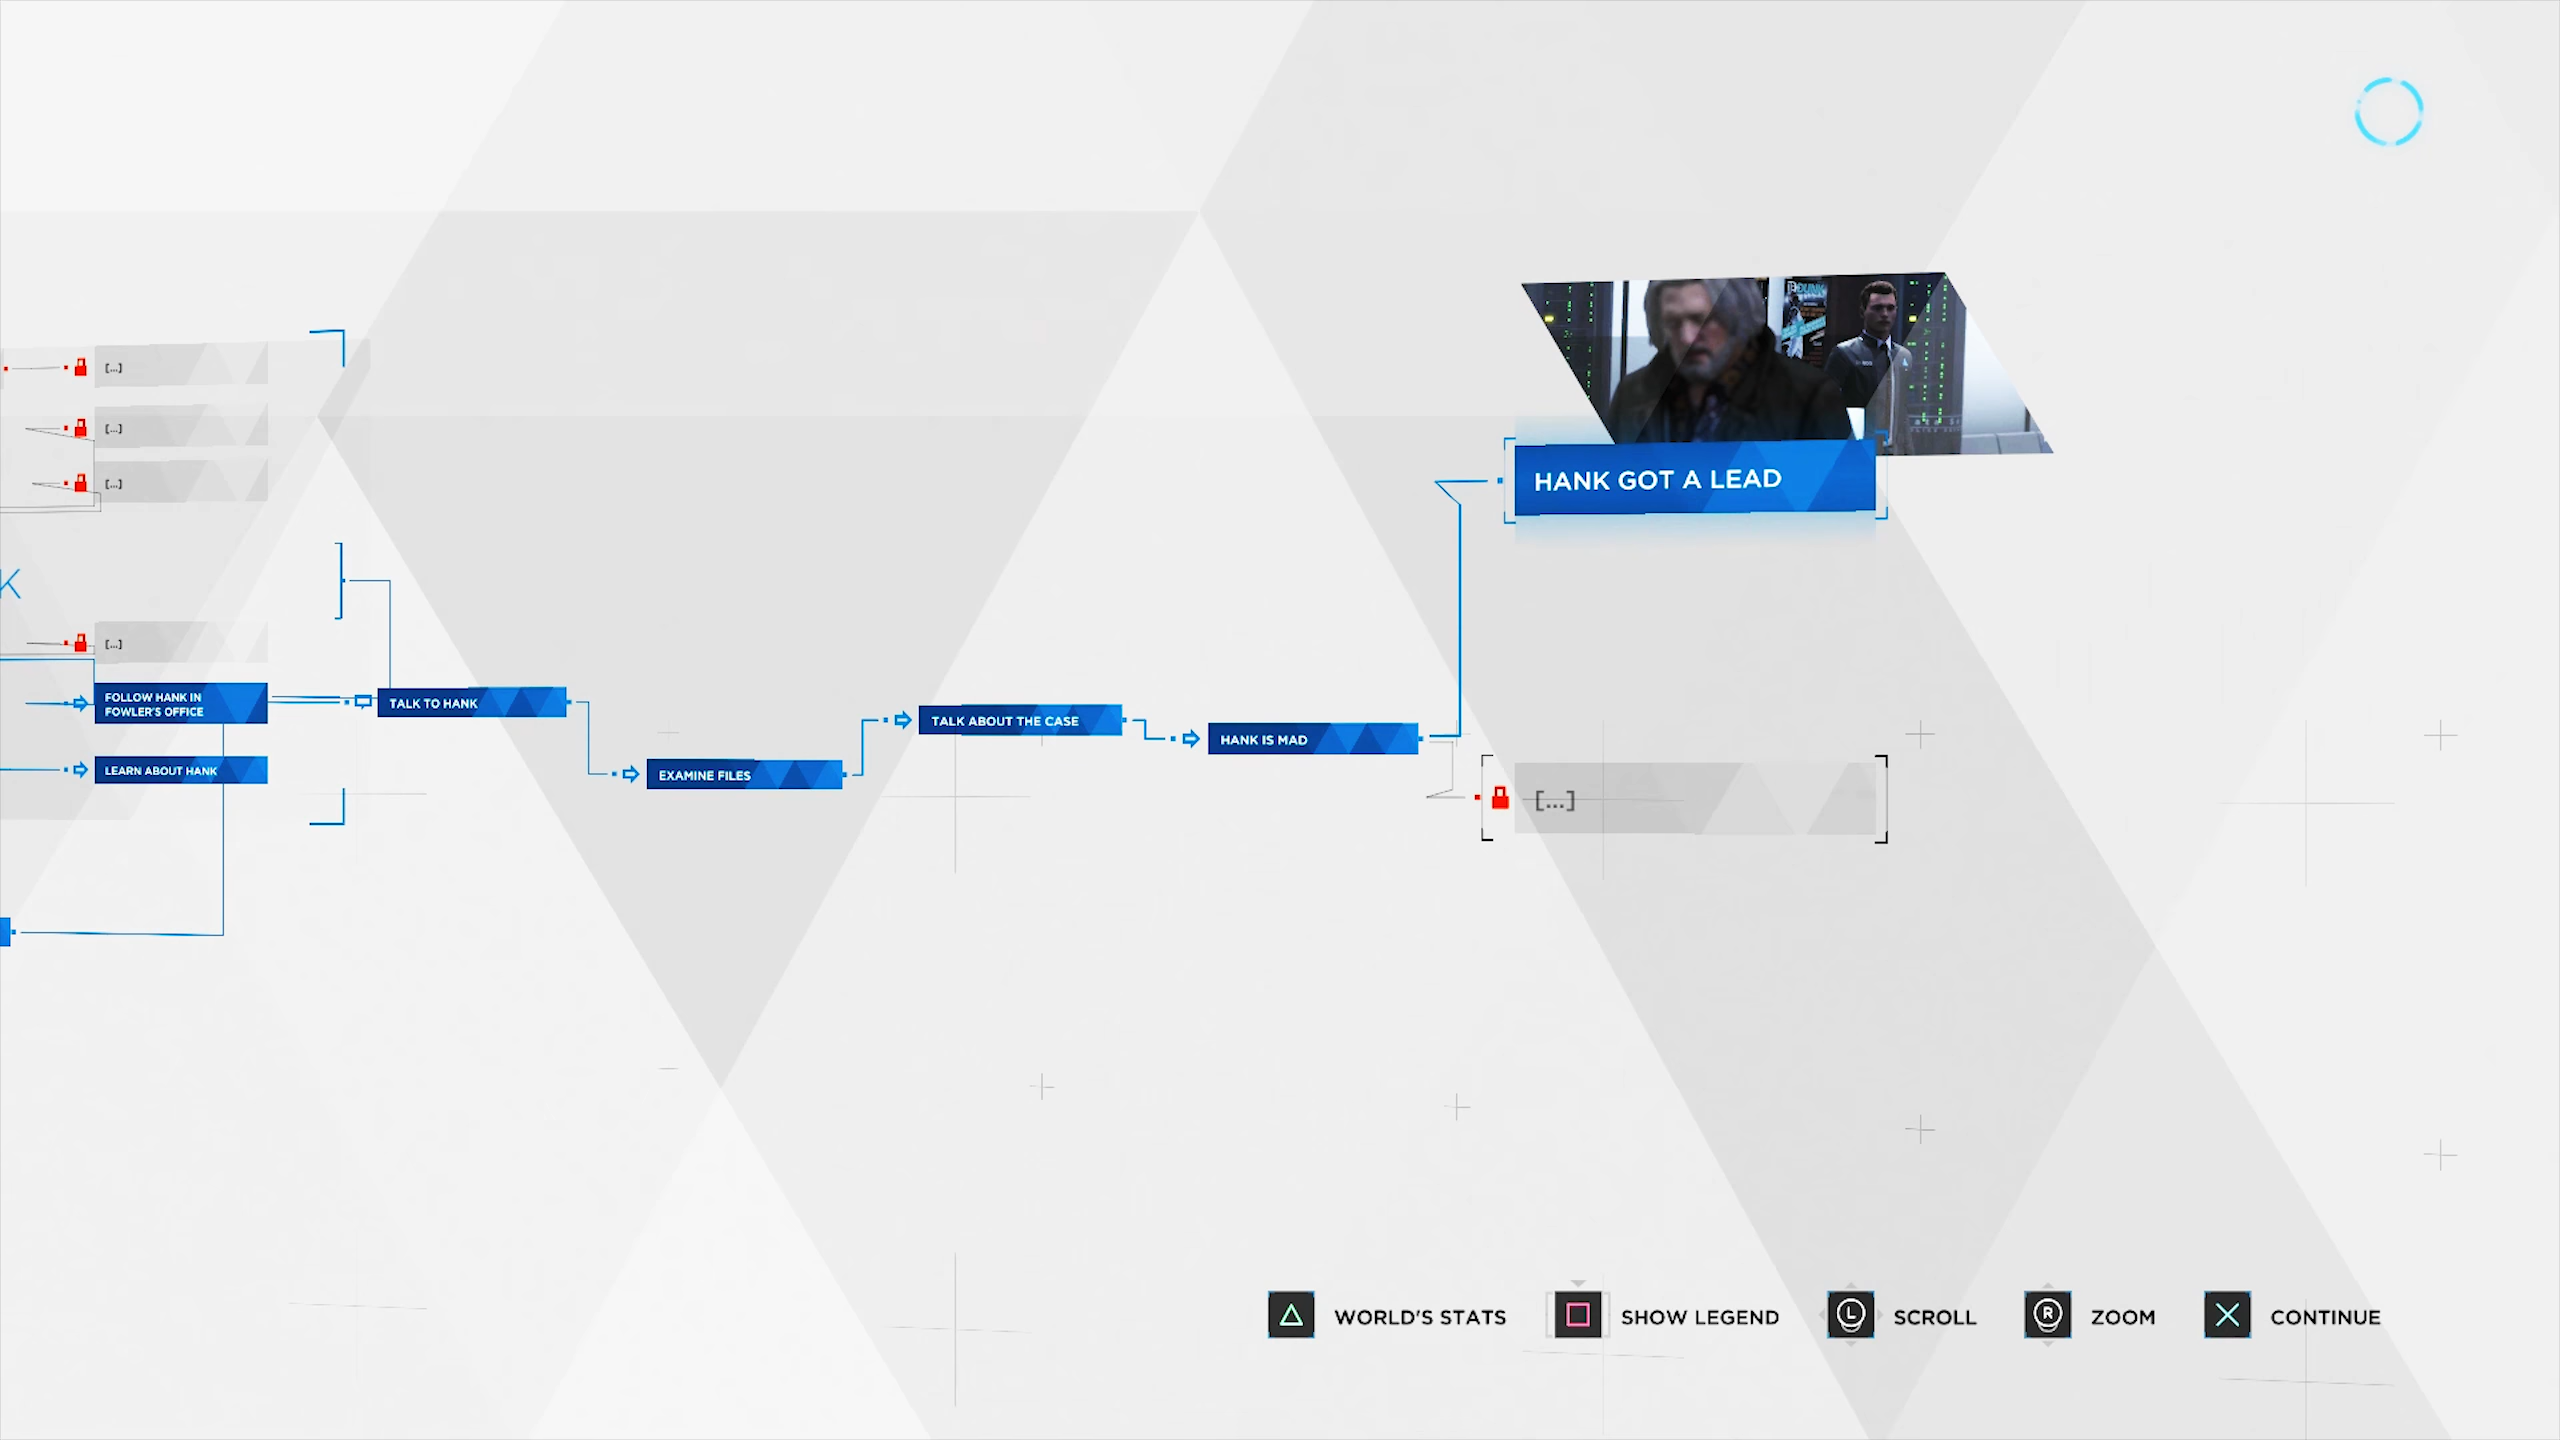 [...]
[...]
[...]
K
[...]
FOLLOW HANK IN
FOWLER'S OFFICE
LEARN ABOUT HANK
TALK TO HANK
EXAMINE FILES
TALK ABOUT THE CASE
HANK IS MAD
HANK GOT A LEAD
[...]
WORLD'S STATS
SHOW LEGEND
L
SCROLL
R
ZOOM
CONTINUE